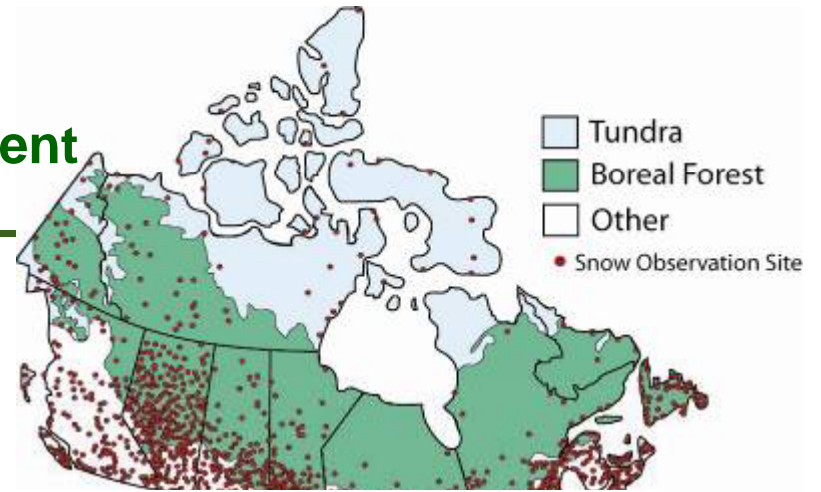 ent
Tundra
Boreal Forest
Other
Snow Observation Site